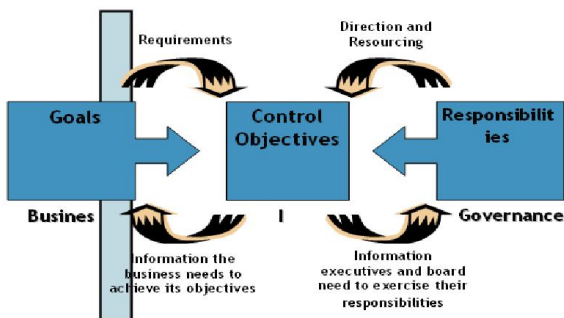 Requirements
Direction and
Resourcing
Goals
Control
Objectives
Responsibilit
ies
Busines
I
Governance
Information the
business needs to
achieve its objectives
Information
executives and board
need to exercise their
responsibilities